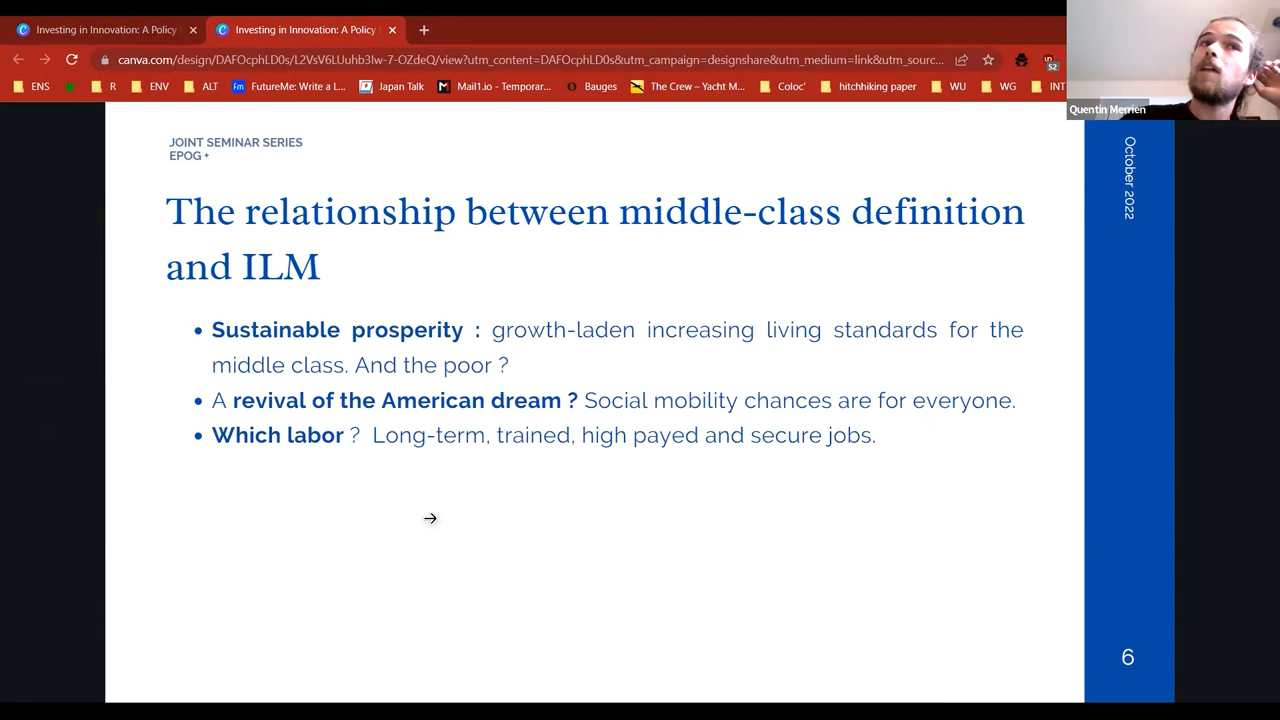 Investing in Innovation: A Policy
Investing in Innovation: A Policy
canva.com/design/DAFOcphLD0s/L2VsV6LUuhb3Iw-7-OZdeQ/view?utm_content=DAFOcphLD0s&utm_campaign=designshare&utm_medium=link&utm_sourc...
52
ENS R ENV ALT FutureMe: Write a L... Japan Talk Mail1.io - Temporar... Bauges The Crew – Yacht M... Coloc' hitchhiking paper WU WG INT
Quentin Merrien
JOINT SEMINAR SERIES
EPOG +
October 2022
The relationship between middle-class definition
and ILM
• Sustainable prosperity : growth-laden increasing living standards for the
middle class. And the poor ?
• A revival of the American dream ? Social mobility chances are for everyone.
• Which labor ? Long-term, trained, high payed and secure jobs.
6